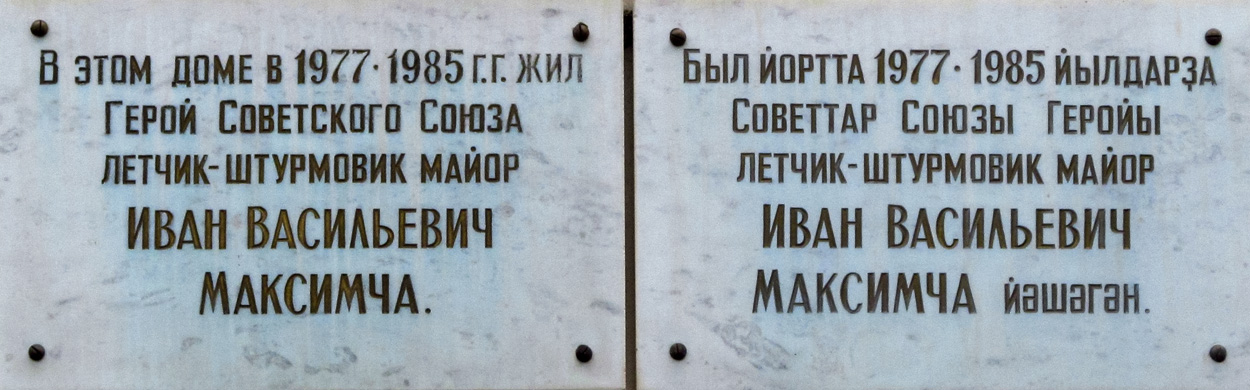 В этом доме в 1977·1985 г.г. жил
Герой Советского Союза
летчик-штурмовик майор
Иван Васильевич
Максимча.
Был йортта 1977·1985 йылдарҙа
Советтар Союзы Геройы
летчик-штурмовик майор
Иван Васильевич
Максимча йәшәгән.